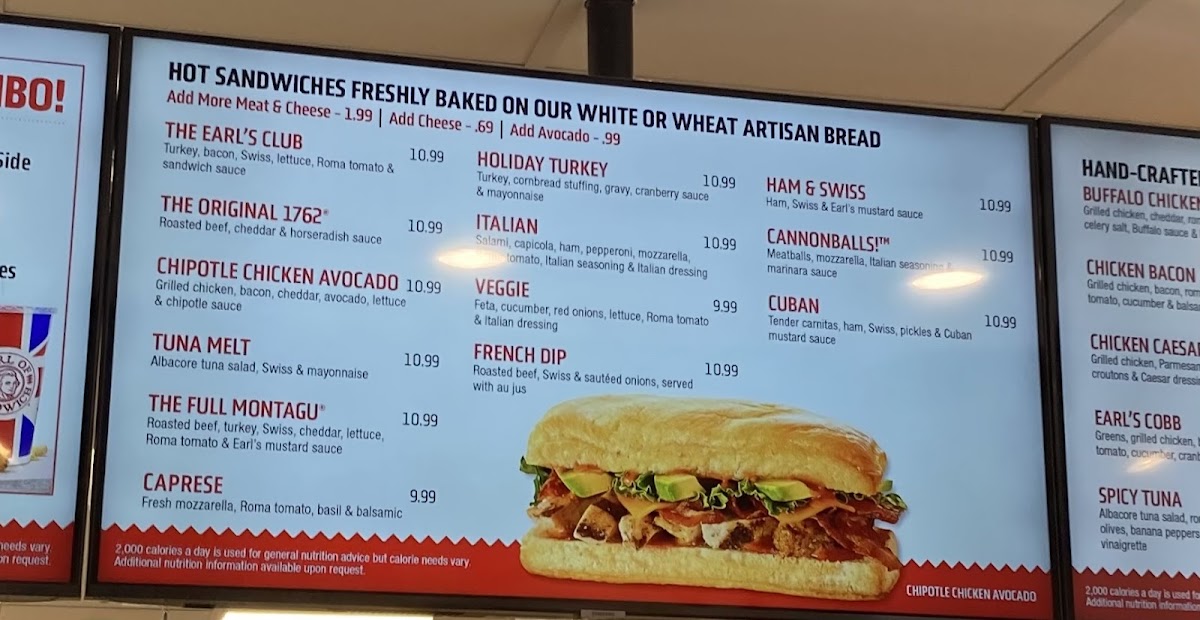 BO!
Side
es
EARL OF
needs vary.
on request.
HOT SANDWICHES FRESHLY BAKED ON OUR WHITE OR WHEAT ARTISAN BREAD
Add More Meat & Cheese - 1.99 | Add Cheese - .69 | Add Avocado - .99
THE EARL'S CLUB 10.99
Turkey, bacon, Swiss, lettuce, Roma tomato &
sandwich sauce
THE ORIGINAL 1762® 10.99
Roasted beef, cheddar & horseradish sauce
CHIPOTLE CHICKEN AVOCADO 10.99
Grilled chicken, bacon, cheddar, avocado, lettuce
& chipotle sauce
TUNA MELT 10.99
Albacore tuna salad, Swiss & mayonnaise
THE FULL MONTAGU® 10.99
Roasted beef, turkey, Swiss, cheddar, lettuce,
Roma tomato & Earl's mustard sauce
CAPRESE 9.99
Fresh mozzarella, Roma tomato, basil & balsamic
HOLIDAY TURKEY 10.99
Turkey, cornbread stuffing, gravy, cranberry sauce
& mayonnaise
ITALIAN 10.99
Salami, capicola, ham, pepperoni, mozzarella,
tomato, Italian seasoning & Italian dressing
VEGGIE 9.99
Feta, cucumber, red onions, lettuce, Roma tomato
& Italian dressing
FRENCH DIP 10.99
Roasted beef, Swiss & sautéed onions, served
with au jus
HAM & SWISS 10.99
Ham, Swiss & Earl's mustard sauce
CANNONBALLS!™ 10.99
Meatballs, mozzarella, Italian seasoning &
marinara sauce
CUBAN 10.99
Tender carnitas, ham, Swiss, pickles & Cuban
mustard sauce
2,000 calories a day is used for general nutrition advice but calorie needs vary.
Additional nutrition information available upon request.
CHIPOTLE CHICKEN AVOCADO
HAND-CRAFTE
BUFFALO CHICKEN
Grilled chicken, cheddar, rom
celery salt, Buffalo sauce &
CHICKEN BACON
Grilled chicken, bacon, rom
tomato, cucumber & balsa
CHICKEN CAESA
Grilled chicken, Parmesan
croutons & Caesar dress
EARL'S COBB
Greens, grilled chicken,
tomato, cucumber, cranb
SPICY TUNA
Albacore tuna salad, ro
olives, banana peppers
vinaigrette
2,000 calories a day is used fo
Additional nutrition information